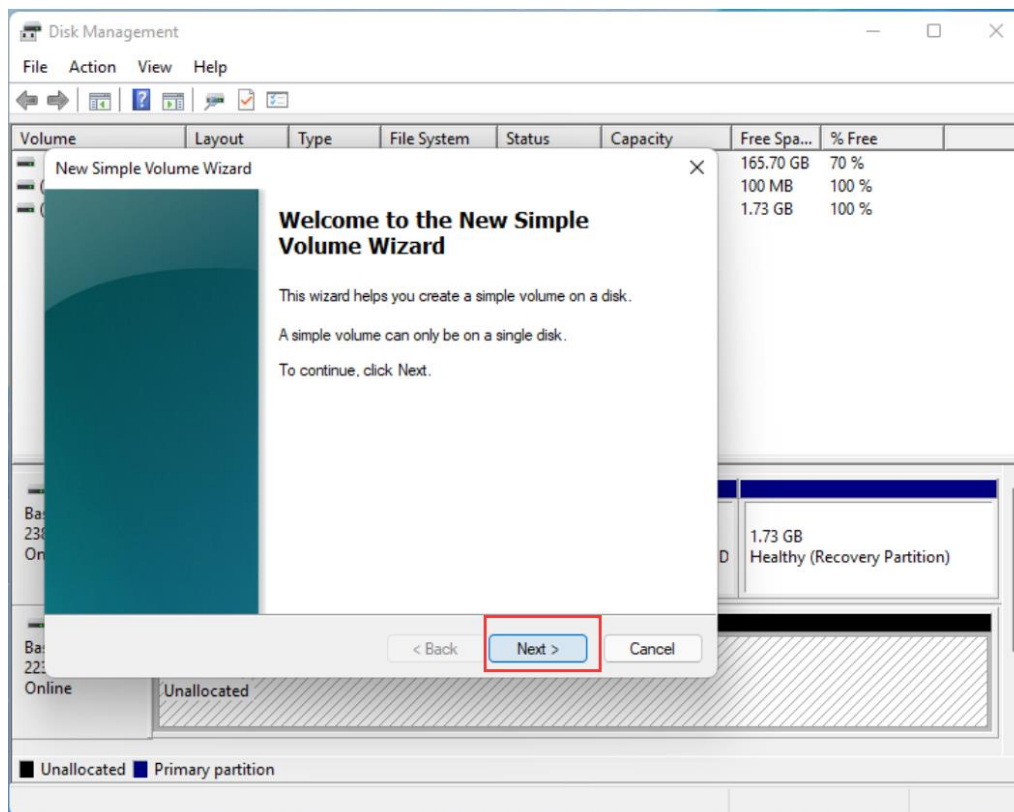 Disk Management
File Action View Help
Volume Layout Type File System Status Capacity Free Spa... % Free
New Simple Volume Wizard
165.70 GB 70 %
100 MB 100 %
1.73 GB 100 %
Welcome to the New Simple
Volume Wizard
This wizard helps you create a simple volume on a disk.
A simple volume can only be on a single disk.
To continue, click Next.
1.73 GB
Healthy (Recovery Partition)
< Back Next > Cancel
Online
Unallocated
Unallocated Primary partition